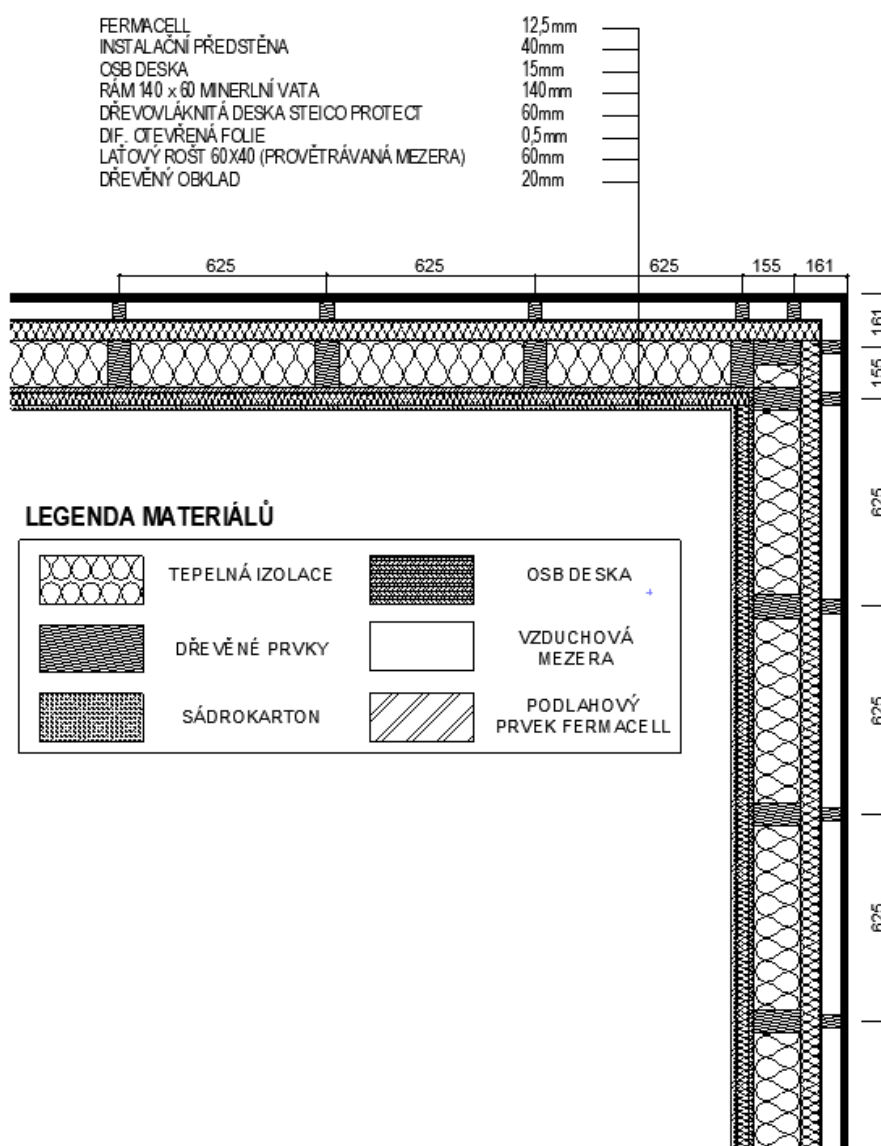 FERMACELL 12,5mm
INSTALAČNÍ PŘEDSTĚNA 40mm
OSB DESKA 15mm
RÁM 140 x 60 MINERLNÍ VATA 140mm
DŘEVOVLÁKNITÁ DESKA STEICO PROTECT 60mm
DIF. OTEVŘENÁ FOLIE 0,5mm
LAŤOVÝ ROŠT 60X40 (PROVĚTRÁVANÁ MEZERA) 60mm
DŘEVĚNÝ OBKLAD 20mm
625 625 625 155 161
161
155
625
625
625
LEGENDA MATERIÁLŮ
TEPELNÁ IZOLACE
OSB DESKA
DŘEVĚNÉ PRVKY
VZDUCHOVÁ
MEZERA
SÁDROKARTON
PODLAHOVÝ
PRVEK FERMACELL